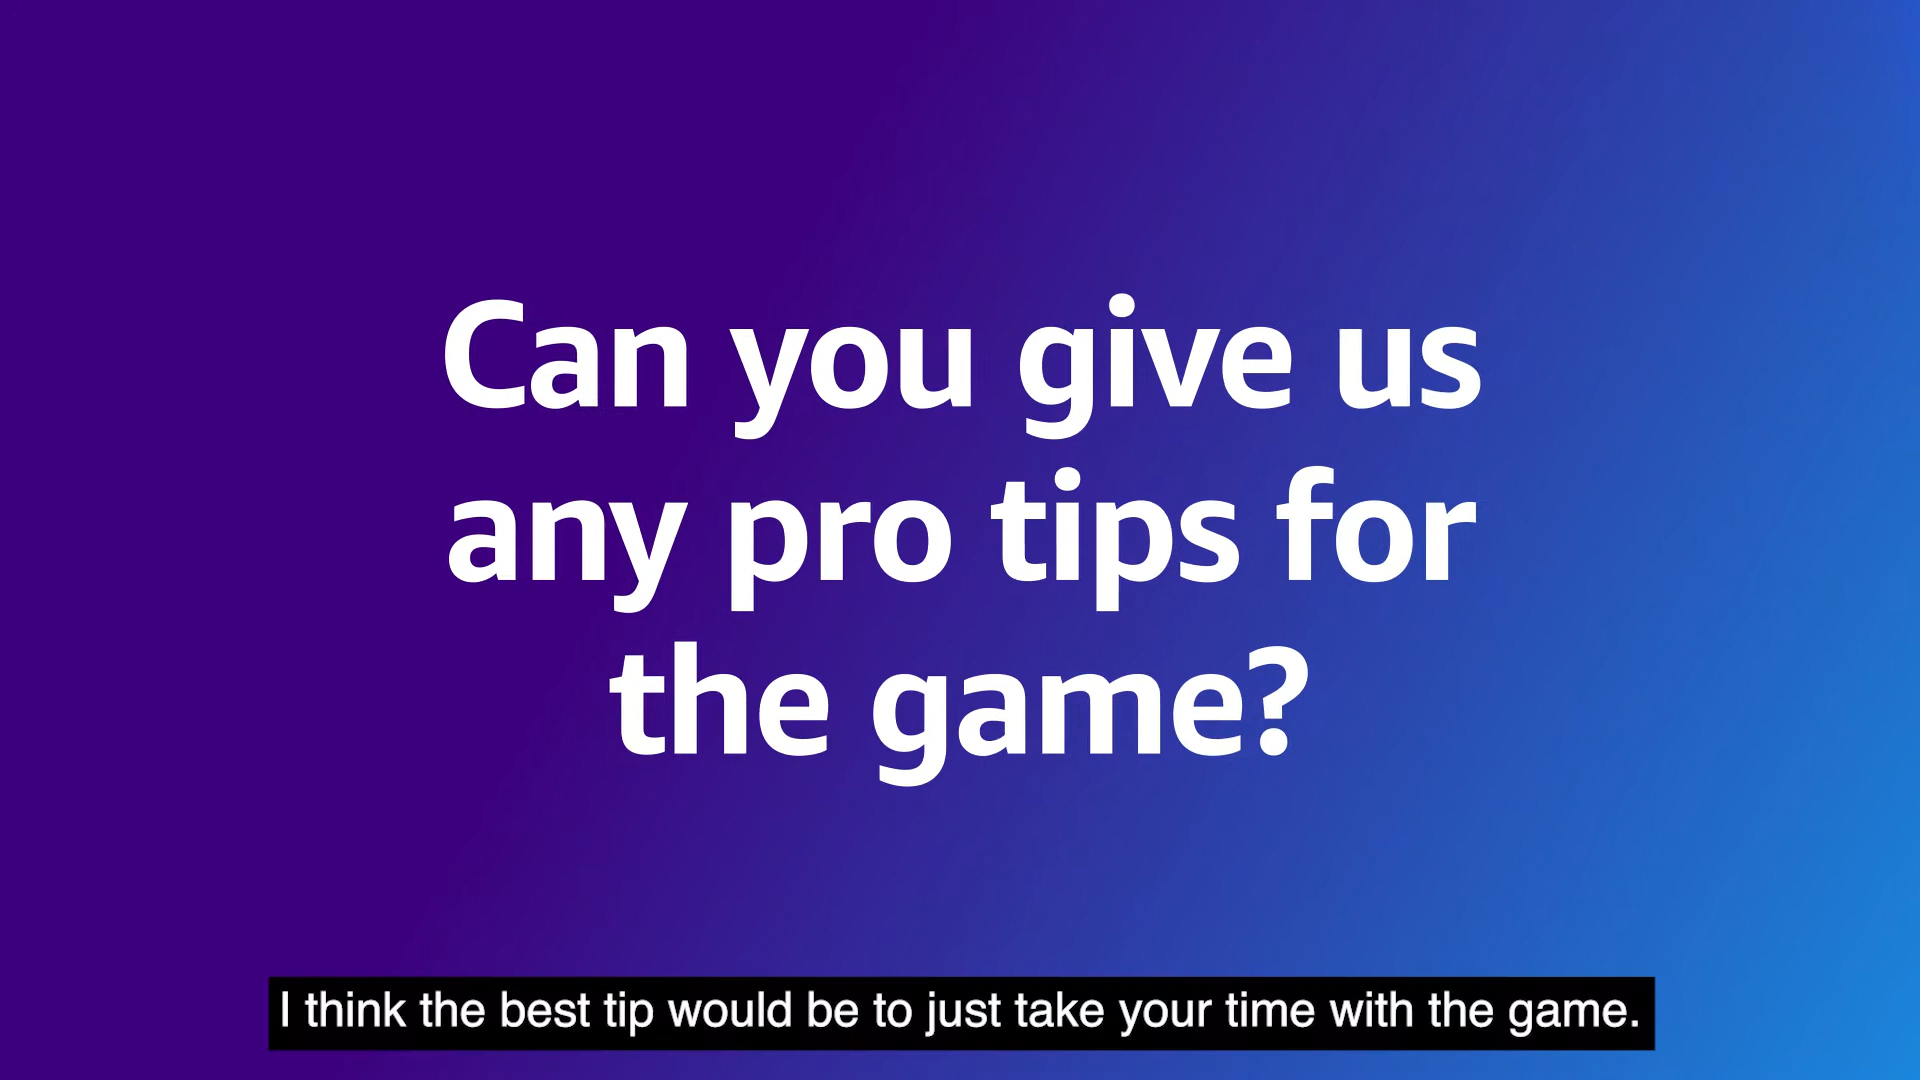 Can you give us
any pro tips for
the game?
I think the best tip would be to just take your time with the game.